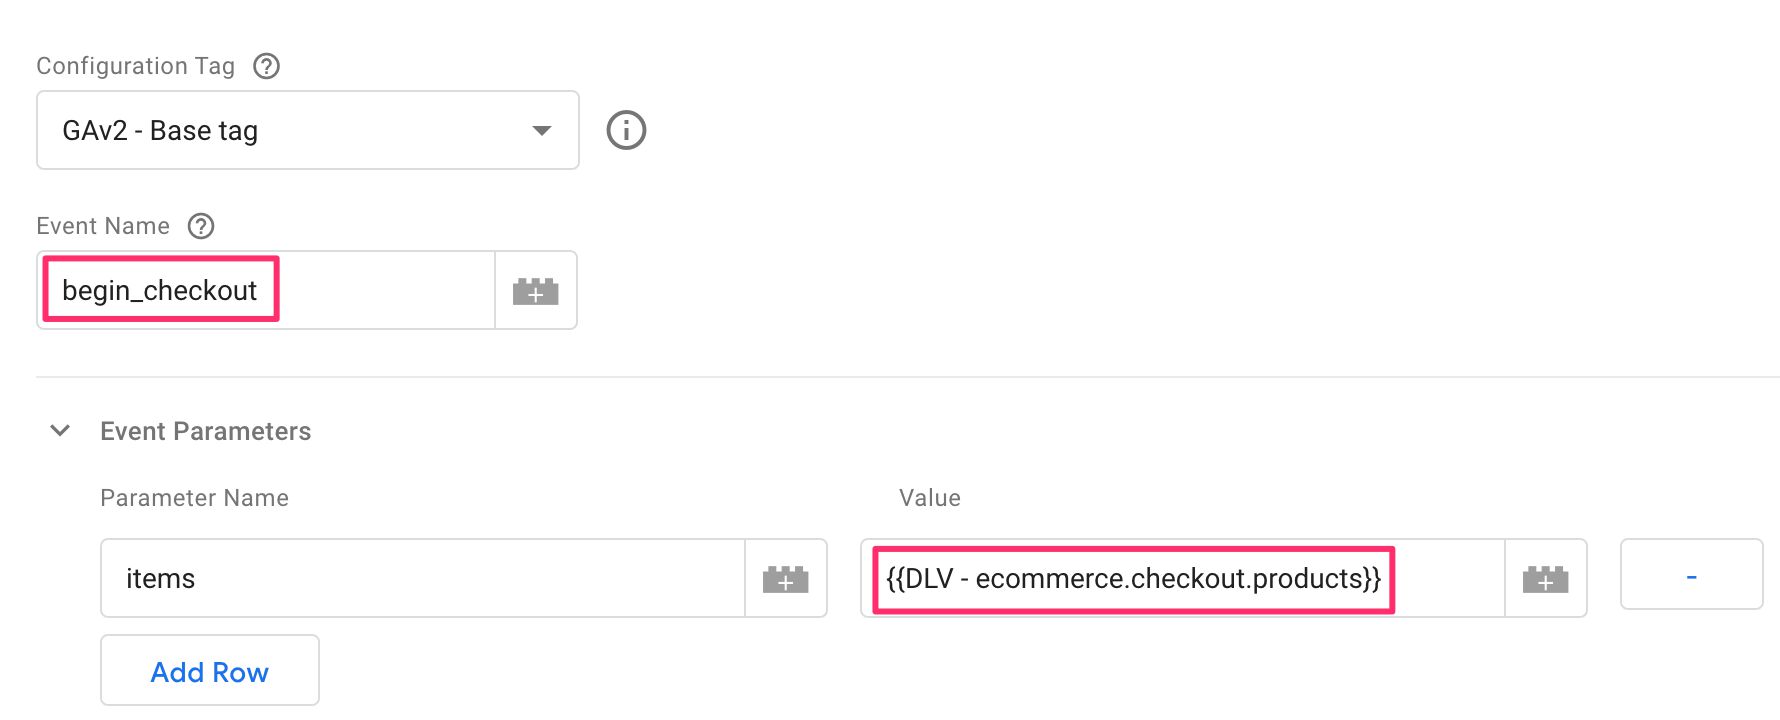 Configuration Tag
GAv2 - Base tag
Event Name
begin_checkout
Event Parameters
Parameter Name
Value
items
{{DLV - ecommerce.checkout.products}}
-
Add Row